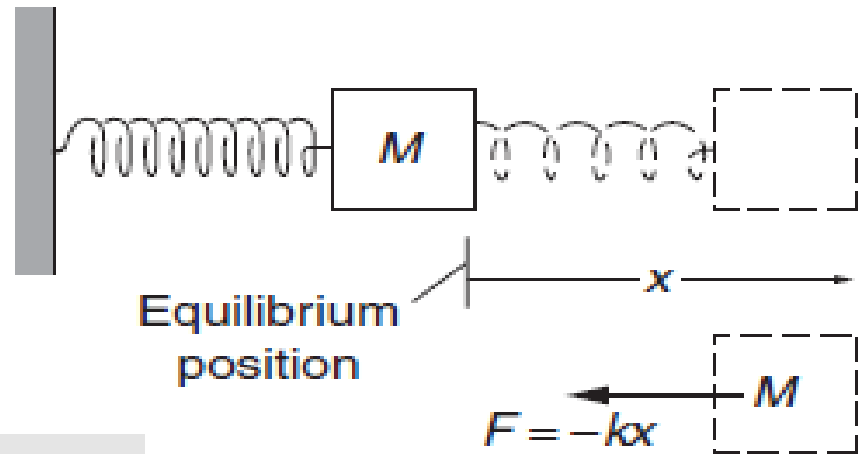 M
x
Equilibrium
position
M
F = −kx